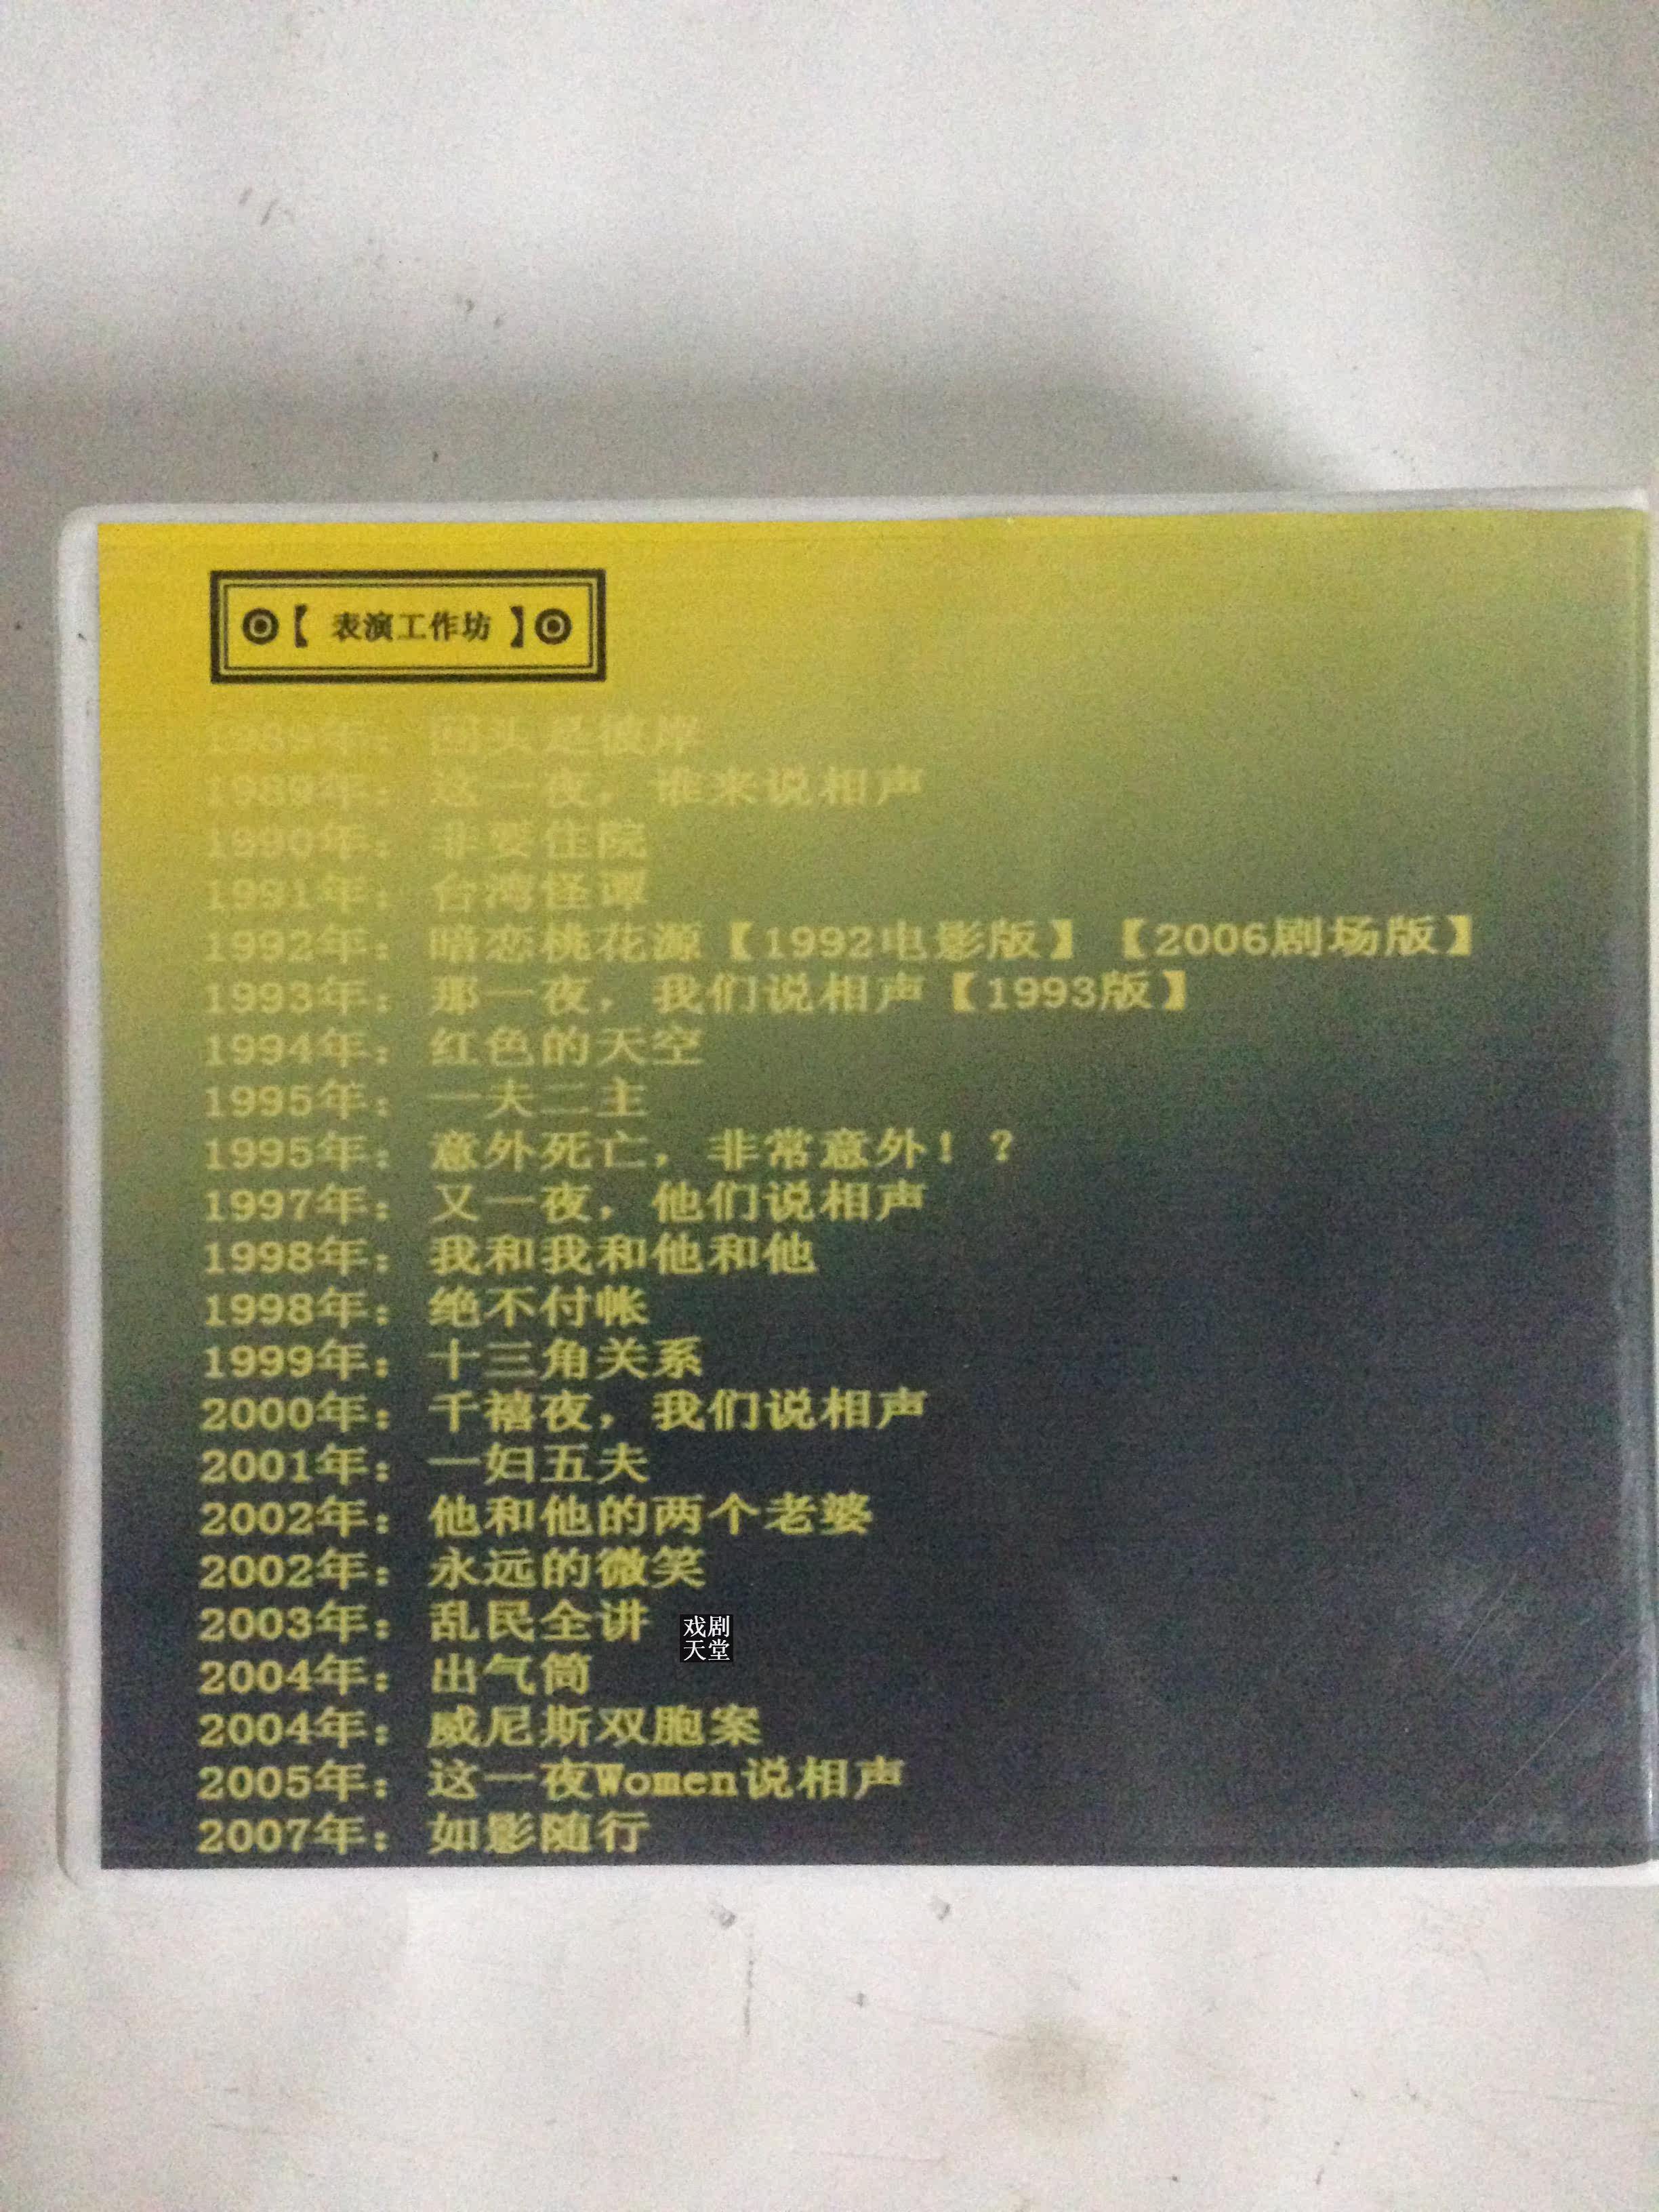 【 表演工作坊 】
1989年：回头是彼岸
1989年：这一夜，谁来说相声
1990年：非要住院
1991年：台湾怪谭
1992年：暗恋桃花源【1992电影版】【2006剧场版】
1993年：那一夜，我们说相声【1993版】
1994年：红色的天空
1995年：一夫二主
1995年：意外死亡，非常意外！？
1997年：又一夜，他们说相声
1998年：我和我和他和他
1998年：绝不付帐
1999年：十三角关系
2000年：千禧夜，我们说相声
2001年：一妇五夫
2002年：他和他的两个老婆
2002年：永远的微笑
2003年：乱民全讲
戏剧
天堂
2004年：出气筒
2004年：威尼斯双胞案
2005年：这一夜Women说相声
2007年：如影随行